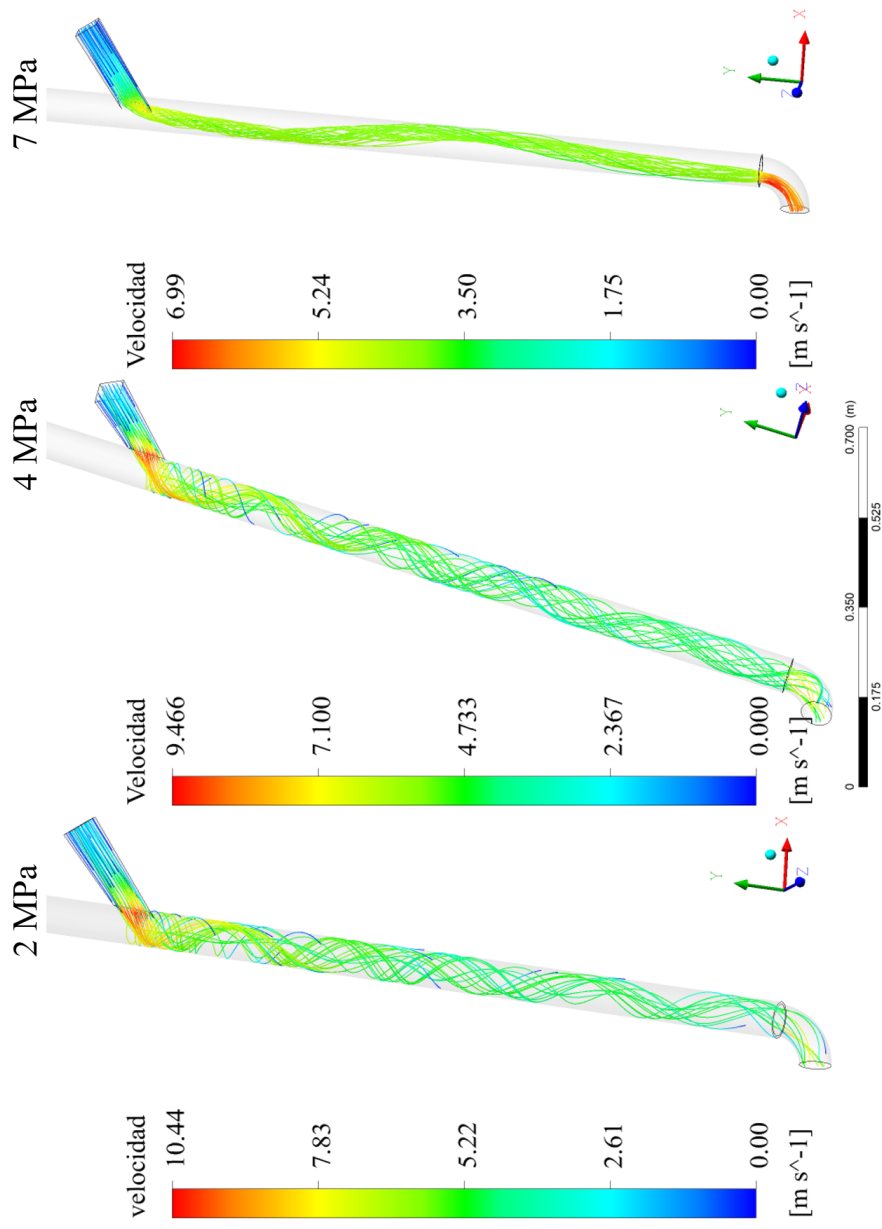 2 MPa
4 MPa
7 MPa
velocidad
10.44
7.83
5.22
2.61
0.00
[m s^-1]
Y
X
Z
Velocidad
9.466
7.100
4.733
2.367
0.000
[m s^-1]
Y
X
Z
0
0.175
0.350
0.525
0.700 (m)
Velocidad
6.99
5.24
3.50
1.75
0.00
[m s^-1]
Y
X
Z